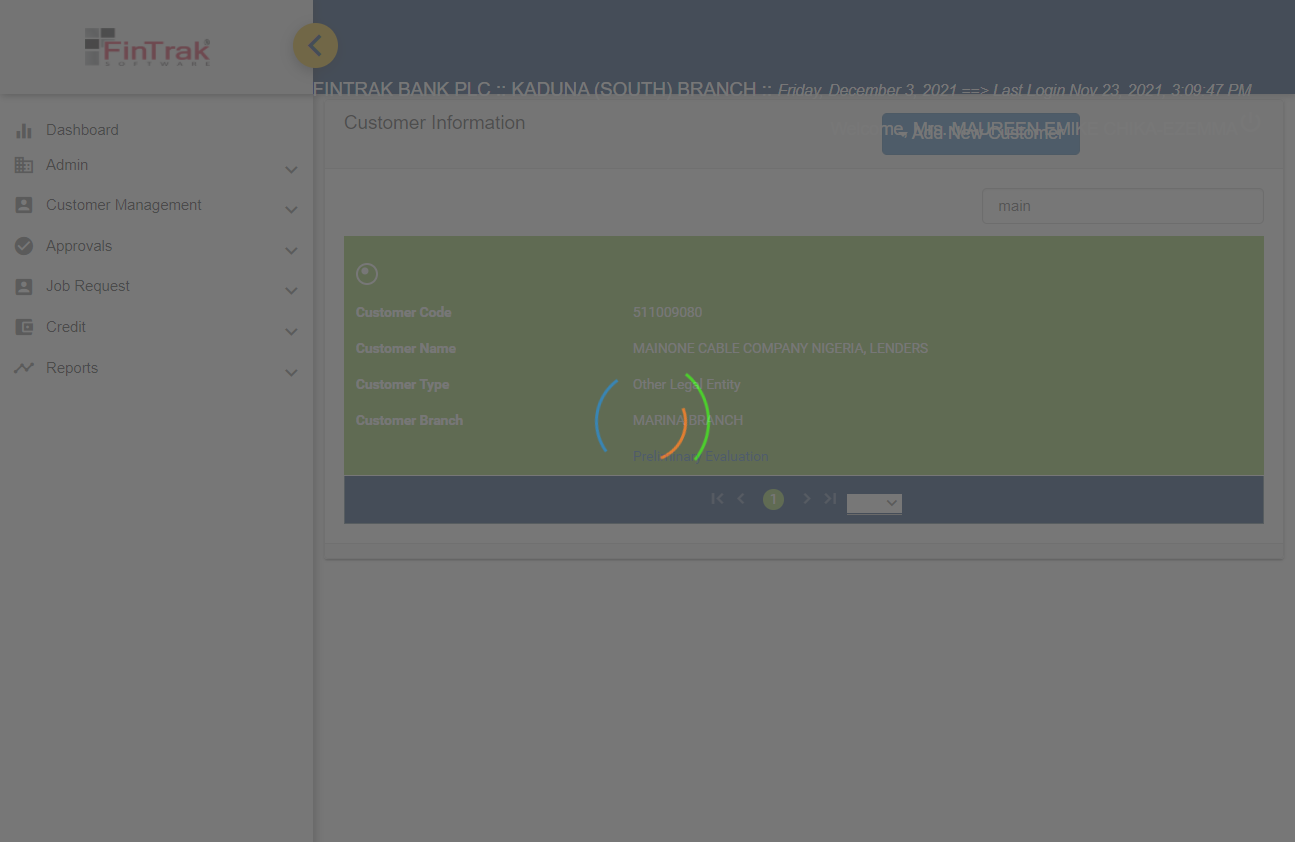 FinTrak
SOFTWARE
FINTRAK BANK PLC :: KADUNA (SOUTH) BRANCH :: Friday, December 3, 2021 ==> Last Login Nov 23, 2021, 3:09:47 PM
Mrs. MAUREEN
Customer Information
Add New Customer
Dashboard
Admin
Customer Management
Approvals
Job Request
Credit
Reports
main
Customer Code 511009080
Customer Name MAINONE CABLE COMPANY NIGERIA, LENDERS
Customer Type Other Legal Entity
Customer Branch MARINA BRANCH
Preliminary Evaluation
1